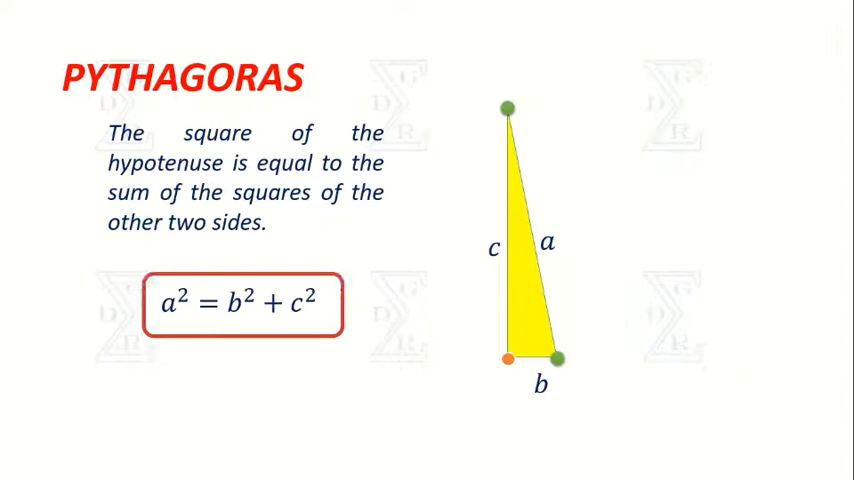 PYTHAGORAS
The square of the
hypotenuse is equal to the
sum of the squares of the
other two sides.
a² = b² + c²
c
a
b
D G R
D G R
D G R
D G R
D G R
D G R